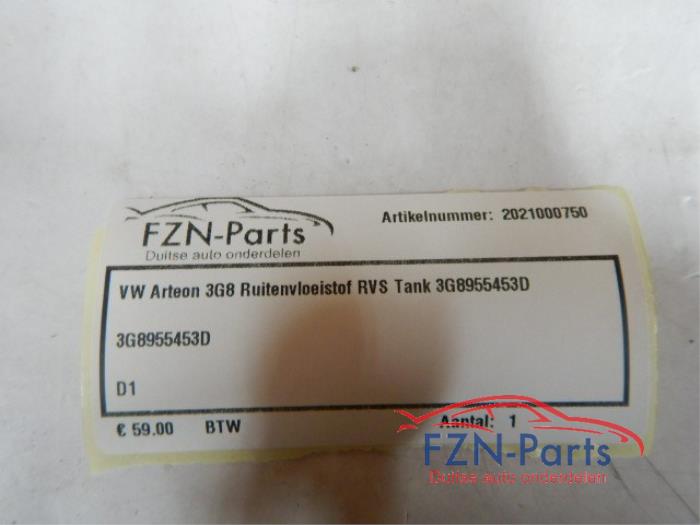 FZN-Parts
Duitse auto onderdelen
Artikelnummer: 2021000750
VW Arteon 3G8 Ruitenvloeistof RVS Tank 3G8955453D
3G8955453D
D1
€ 59.00 BTW
Aantal: 1
FZN-Parts
Duitse auto onderdelen